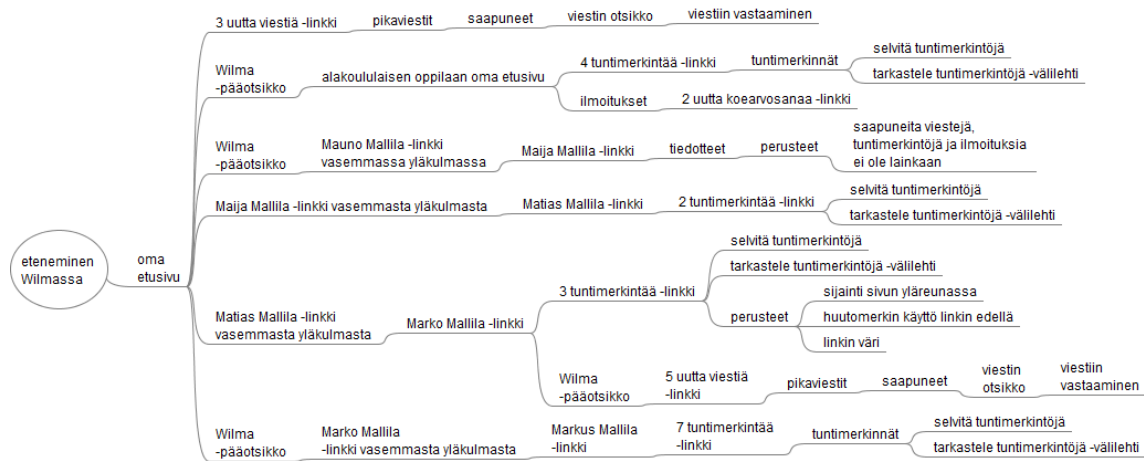 3 uutta viestiä -linkki
pikaviestit
saapuneet
viestin otsikko
viestiin vastaaminen
Wilma
-pääotsikko
alakoululaisen oppilaan oma etusivu
4 tuntimerkintää -linkki
tuntimerkinnät
selvitä tuntimerkintöjä
tarkastele tuntimerkintöjä -välilehti
ilmoitukset
2 uutta koearvosanaa -linkki
Wilma
-pääotsikko
Mauno Mallila -linkki
vasemmassa yläkulmassa
Maija Mallila -linkki
tiedotteet
perusteet
saapuneita viestejä,
tuntimerkintöjä ja ilmoituksia
ei ole lainkaan
Maija Mallila -linkki vasemmasta yläkulmasta
Matias Mallila -linkki
2 tuntimerkintää -linkki
selvitä tuntimerkintöjä
tarkastele tuntimerkintöjä -välilehti
eteneminen
Wilmassa
oma
etusivu
Matias Mallila -linkki
vasemmasta yläkulmasta
Marko Mallila -linkki
3 tuntimerkintää -linkki
selvitä tuntimerkintöjä
tarkastele tuntimerkintöjä -välilehti
perusteet
sijainti sivun yläreunassa
huutomerkin käyttö linkin edellä
linkin väri
Wilma
-pääotsikko
5 uutta viestiä
-linkki
pikaviestit
saapuneet
viestin
otsikko
viestiin
vastaaminen
Wilma
-pääotsikko
Marko Mallila
-linkki vasemmasta yläkulmasta
Markus Mallila
-linkki
7 tuntimerkintää
-linkki
tuntimerkinnät
selvitä tuntimerkintöjä
tarkastele tuntimerkintöjä -välilehti